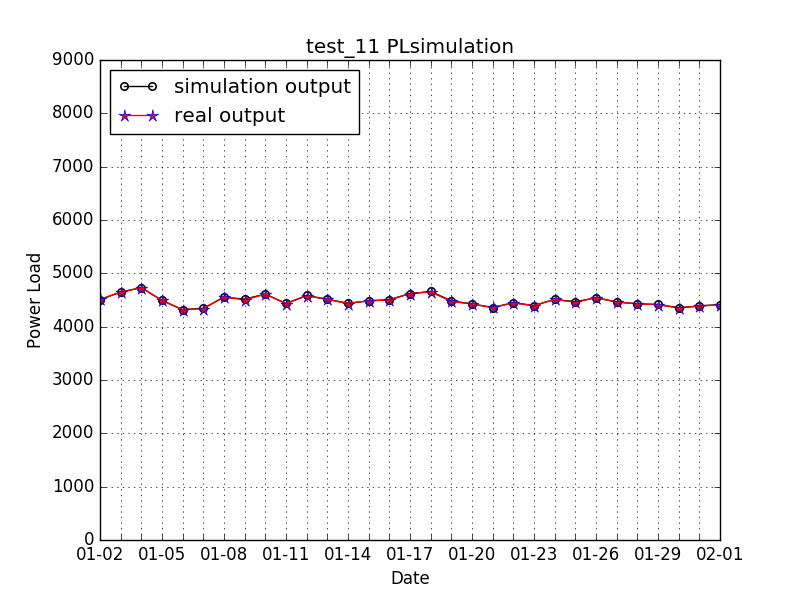 test_11 PLsimulation
simulation output
real output
9000
8000
7000
6000
5000
4000
3000
2000
1000
0
Power Load
01-02 01-05 01-08 01-11 01-14 01-17 01-20 01-23 01-26 01-29 02-01
Date